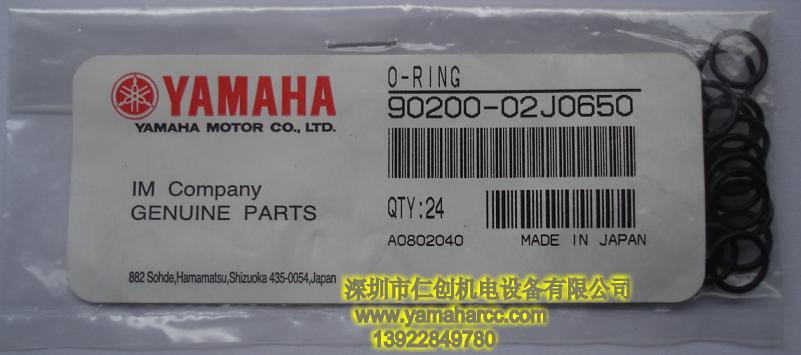 YAMAHA
YAMAHA MOTOR CO., LTD.
IM Company
GENUINE PARTS
882 Sohde,Hamamatsu,Shizuoka 435-0054,Japan
O-RING
90200-02J0650
QTY:24
A0802040 MADE IN JAPAN
深圳市仁创机电设备有限公司
www.yamaharcc.com
13922849780